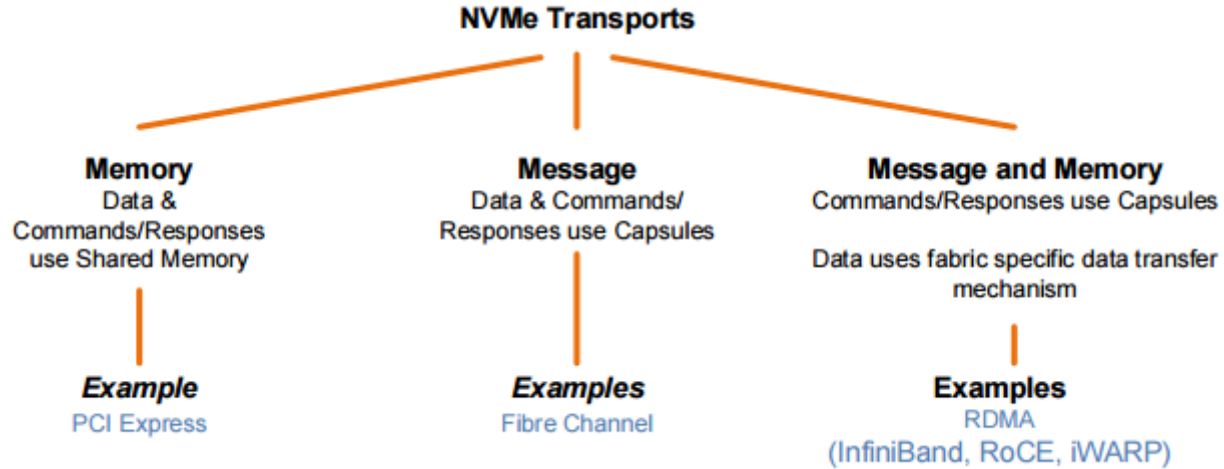 NVMe Transports
Memory
Data &
Commands/Responses
use Shared Memory
Example
PCI Express
Message
Data & Commands/
Responses use Capsules
Examples
Fibre Channel
Message and Memory
Commands/Responses use Capsules
Data uses fabric specific data transfer
mechanism
Examples
RDMA
(InfiniBand, RoCE, iWARP)